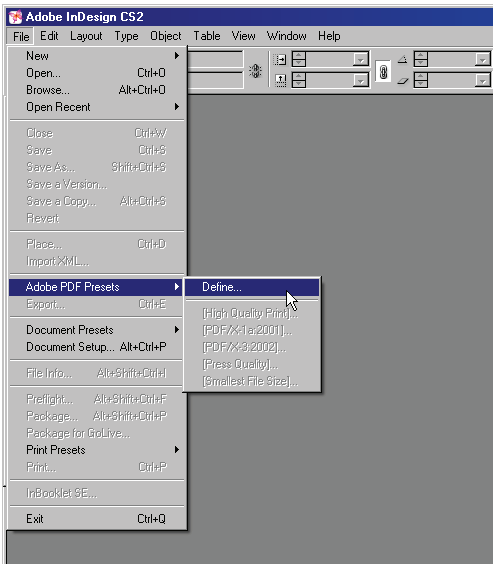 Adobe InDesign CS2
File Edit Layout Type Object Table View Window Help
New
Open... Ctrl+O
Browse... Alt+Ctrl+O
Open Recent
Close Ctrl+W
Save Ctrl+S
Save As... Shift+Ctrl+S
Save a Version...
Save a Copy... Alt+Ctrl+S
Revert
Place... Ctrl+D
Import XML...
Adobe PDF Presets
Export... Ctrl+E
Document Presets
Document Setup... Alt+Ctrl+P
File Info... Alt+Shift+Ctrl+I
Preflight... Alt+Shift+Ctrl+F
Package... Alt+Shift+Ctrl+P
Package for GoLive...
Print Presets
Print... Ctrl+P
InBooklet SE...
Exit Ctrl+Q
Define...
[High Quality Print]...
[PDF/X-1a:2001]...
[PDF/X-3:2002]...
[Press Quality]...
[Smallest File Size]...